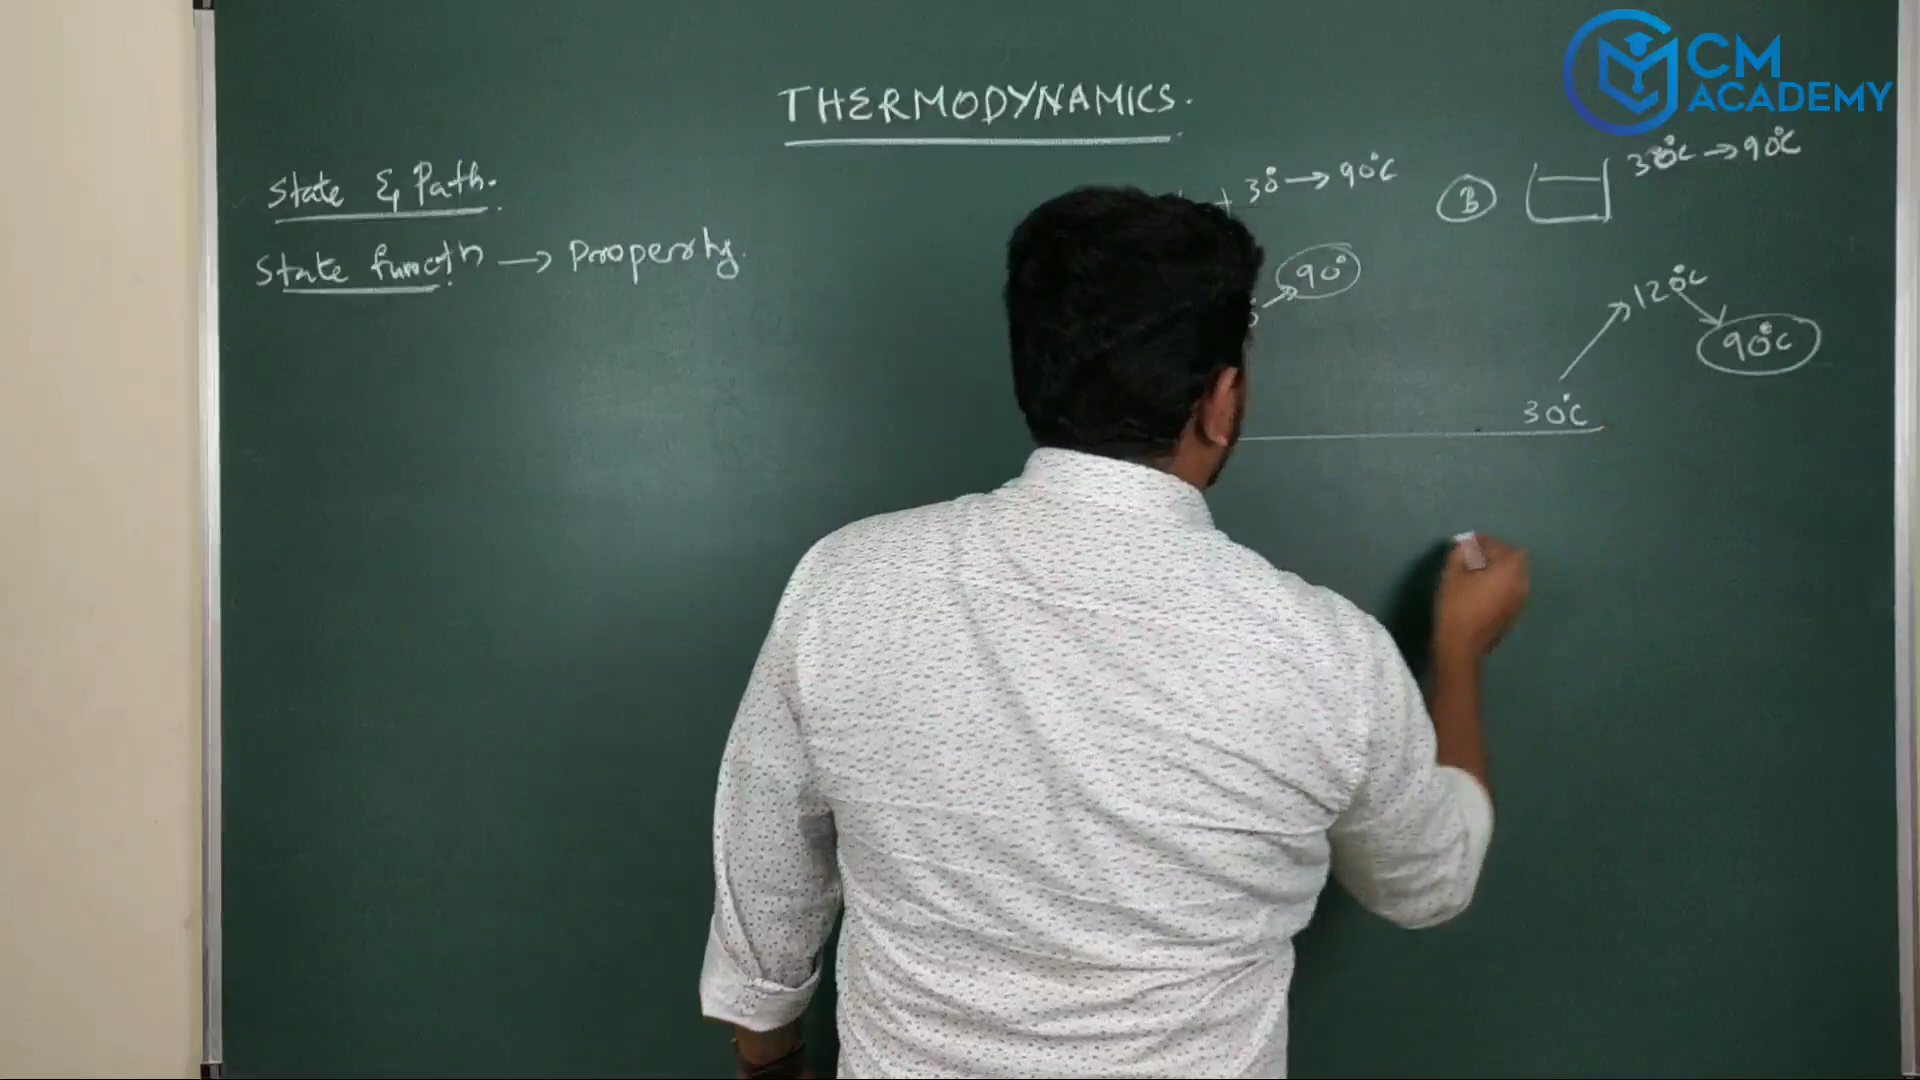 CM
ACADEMY
THERMODYNAMICS.
State & Path.
State functn → Property.
+ 30° → 90°C
B
30°C → 90°C
90°
120°C
90°C
30°C